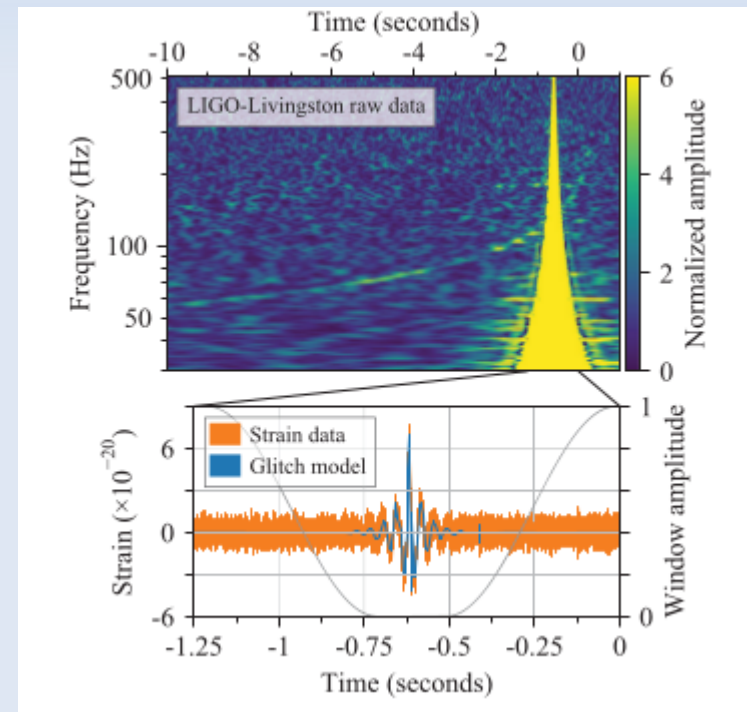 Time (seconds)
-10 -8 -6 -4 -2 0
500
100
50
Frequency (Hz)
LIGO-Livingston raw data
6
4
2
0
Normalized amplitude
6
0
-6
Strain (×10⁻²⁰)
Strain data
Glitch model
1
0
Window amplitude
-1.25 -1 -0.75 -0.5 -0.25 0
Time (seconds)